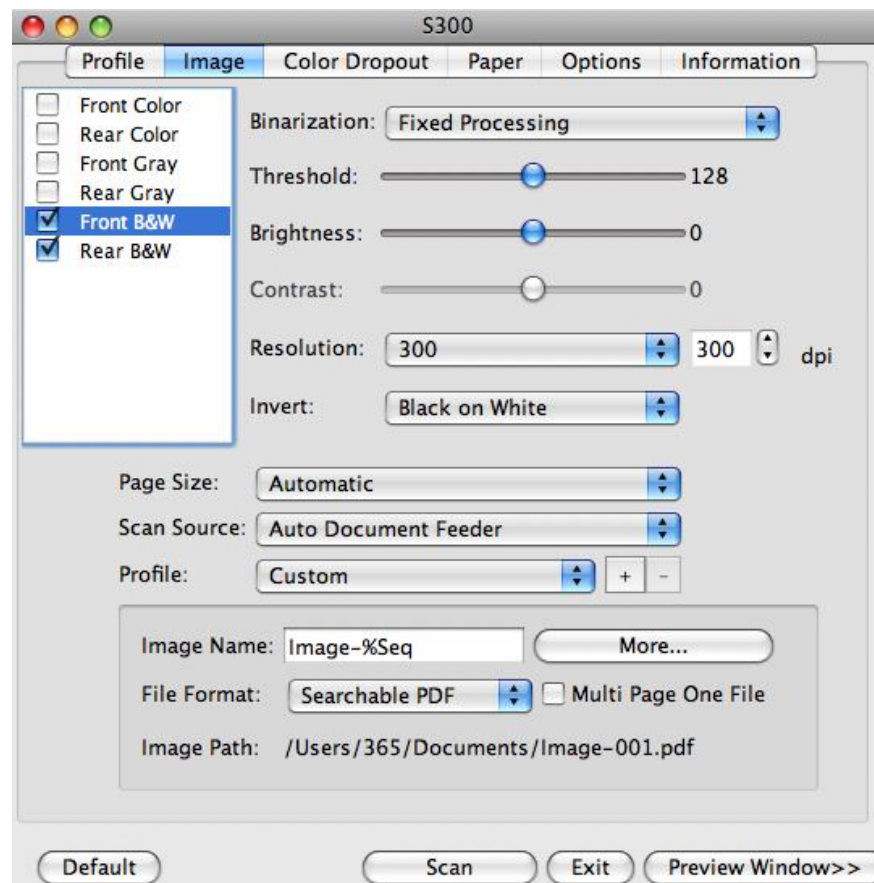 S300
Profile Image Color Dropout Paper Options Information
Front Color
Rear Color
Front Gray
Rear Gray
Front B&W
Rear B&W
Binarization: Fixed Processing
Threshold: 128
Brightness: 0
Contrast: 0
Resolution: 300 300 dpi
Invert: Black on White
Page Size: Automatic
Scan Source: Auto Document Feeder
Profile: Custom + -
Image Name: Image-%Seq More...
File Format: Searchable PDF Multi Page One File
Image Path: /Users/365/Documents/Image-001.pdf
Default Scan Exit Preview Window>>